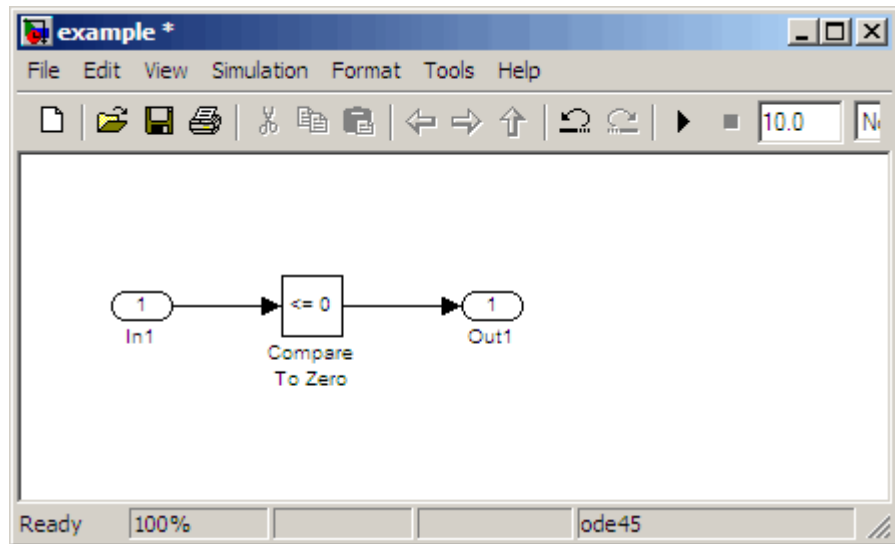 example *
File Edit View Simulation Format Tools Help
10.0
1 <= 0 1
In1 Compare To Zero Out1
Ready 100% ode45